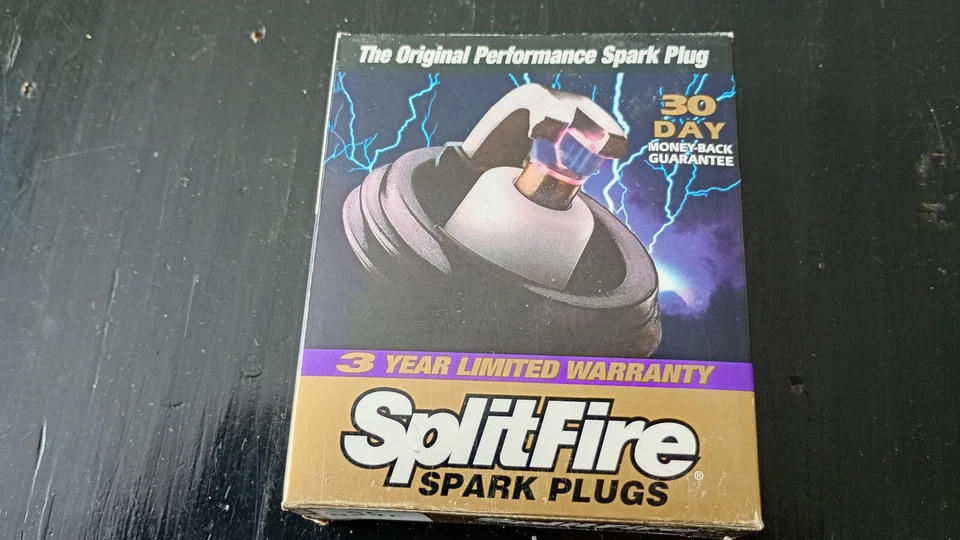 The Original Performance Spark Plug
30
DAY
MONEY-BACK
GUARANTEE
3 YEAR LIMITED WARRANTY
SplitFire®
SPARK PLUGS